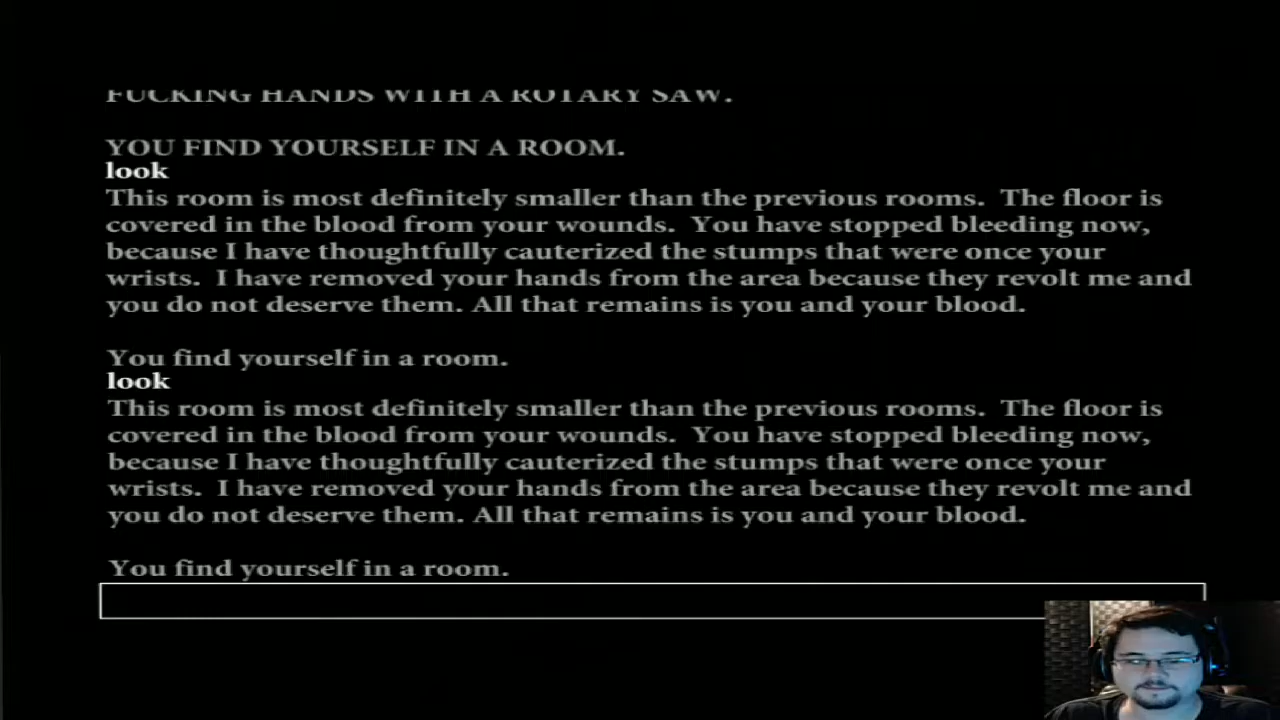 FUCKING HANDS WITH A ROTARY SAW.
YOU FIND YOURSELF IN A ROOM.
look
This room is most definitely smaller than the previous rooms.  The floor is
covered in the blood from your wounds.  You have stopped bleeding now,
because I have thoughtfully cauterized the stumps that were once your
wrists.  I have removed your hands from the area because they revolt me and
you do not deserve them. All that remains is you and your blood.
You find yourself in a room.
look
This room is most definitely smaller than the previous rooms.  The floor is
covered in the blood from your wounds.  You have stopped bleeding now,
because I have thoughtfully cauterized the stumps that were once your
wrists.  I have removed your hands from the area because they revolt me and
you do not deserve them. All that remains is you and your blood.
You find yourself in a room.